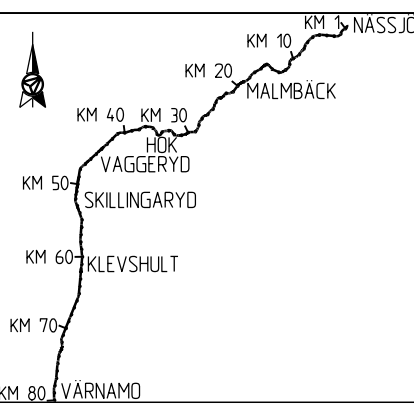 KM 1 NÄSSJÖ
KM 10
KM 20
MALMBÄCK
KM 40 KM 30
HOK
VAGGERYD
KM 50
SKILLINGARYD
KM 60 KLEVSHULT
KM 70
KM 80 VÄRNAMO